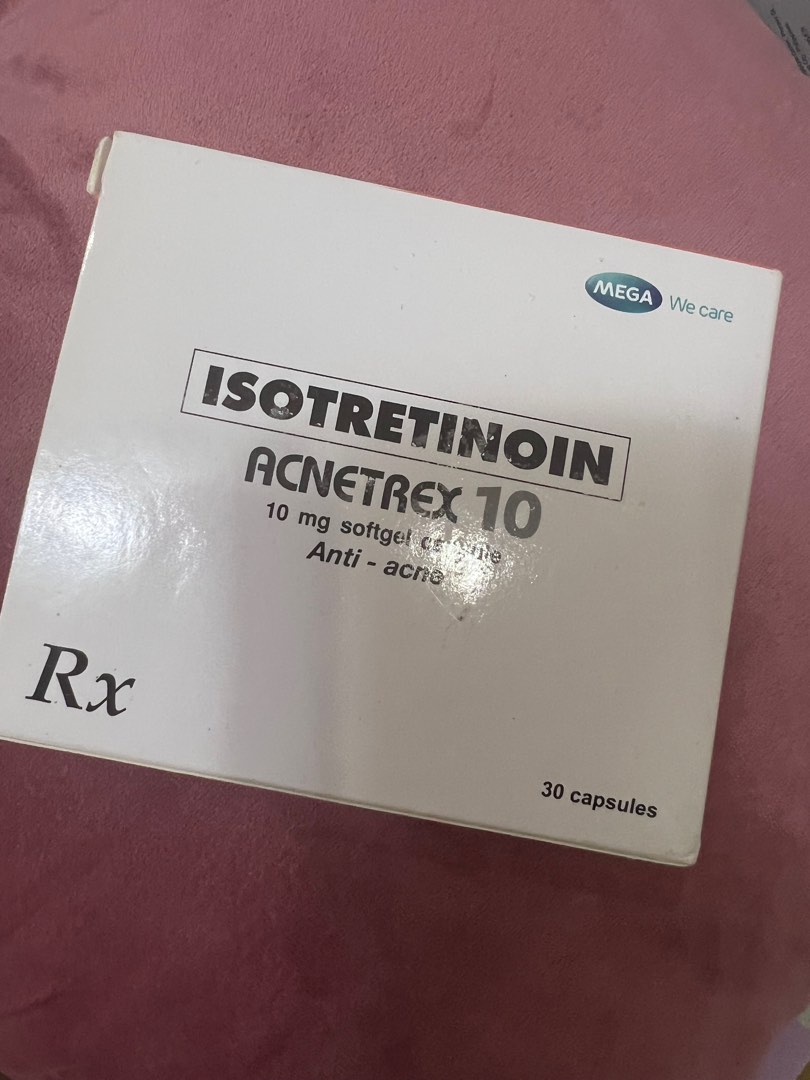 MEGA We care
ISOTRETINOIN
ACNETREX 10
10 mg softgel
Anti - acne
Rx
30 capsules